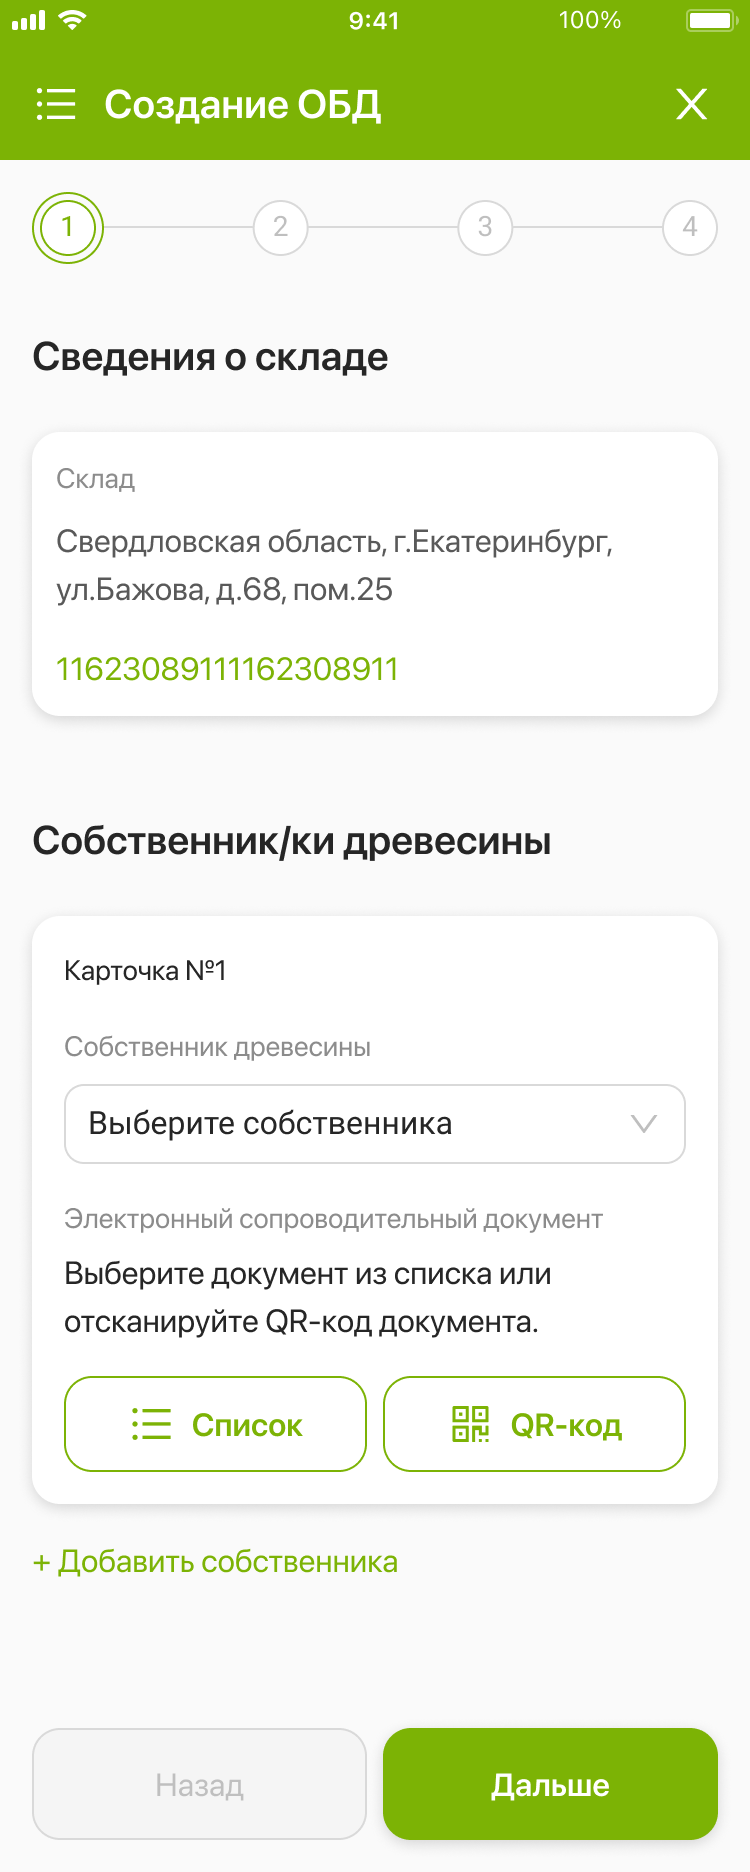 9:41
100%
Создание ОБД
1
2
3
4
Сведения о складе
Склад
Свердловская область, г.Екатеринбург,
ул.Бажова, д.68, пом.25
11623089111162308911
Собственник/ки древесины
Карточка №1
Собственник древесины
Выберите собственника
Электронный сопроводительный документ
Выберите документ из списка или
отсканируйте QR-код документа.
Список
QR-код
+ Добавить собственника
Назад
Дальше